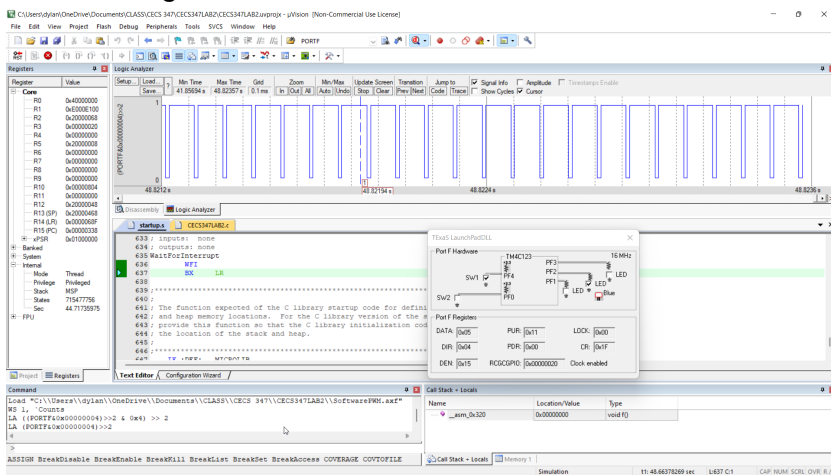 C:\Users\dylan\OneDrive\Documents\CLASS\CECS 347\CECS347LAB2\CECS347LAB2.uvprojx - µVision [Non-Commercial Use License]
File Edit View Project Flash Debug Peripherals Tools SVCS Window Help
PORTF
Registers
Register Value
Core
R0 0x40000000
R1 0xE000E100
R2 0x20000068
R3 0x00000020
R4 0x00000000
R5 0x20000008
R6 0x00000000
R7 0x00000000
R8 0x00000000
R9 0x00000000
R10 0x00000804
R11 0x00000000
R12 0x20000048
R13 (SP) 0x20000468
R14 (LR) 0x0000068F
R15 (PC) 0x00000338
xPSR 0x01000000
Banked
System
Internal
Mode Thread
Privilege Privileged
Stack MSP
States 715477756
Sec 44.71735975
FPU
Project Registers
Logic Analyzer
Setup... Load... Min Time Max Time Grid Zoom Min/Max Update Screen Transition Jump to Signal Info Amplitude Timestamps Enable
Save... 41.85694 s 48.82357 s 0.1 ms In Out All Auto Undo Stop Clear Prev Next Code Trace Show Cycles Cursor
1
(PORTF&0x00000004)>>2
0
48.8212 s 48.82194 s 48.8224 s 48.8236 s
Disassembly Logic Analyzer
startup.s CECS347LAB2.c
633 ; inputs: none
634 ; outputs: none
635 WaitForInterrupt
636 WFI
637 BX LR
638
639
640 ;
641 ; The function expected of the C library startup code for defini
642 ; and heap memory locations. For the C library version of the s
643 ; provide this function so that the C library initialization cod
644 ; the location of the stack and heap.
645 ;
646
647 IF :DEF: MICROLIB
Text Editor Configuration Wizard
TExaS LaunchPadDLL
Port F Hardware
TM4C123 16 MHz
PF3
SW1 PF4 PF2 LED
PF1 LED
SW2 PF0 LED Blue
Port F Registers
DATA: 0x05 PUR: 0x11 LOCK: 0x00
DIR: 0x04 PDR: 0x00 CR: 0x1F
DEN: 0x15 RCGCGPIO: 0x00000020 Clock enabled
Command
Load "C:\\Users\\dylan\\OneDrive\\Documents\\CLASS\\CECS 347\\CECS347LAB2\\SoftwarePWM.axf"
WS 1, `Counts
LA ((PORTF&0x00000004)>>2 & 0x4) >> 2
LA (PORTF&0x00000004)>>2
>
ASSIGN BreakDisable BreakEnable BreakKill BreakList BreakSet BreakAccess COVERAGE COVTOFILE
Call Stack + Locals
Name Location/Value Type
__asm_0x320 0x00000000 void f()
Call Stack + Locals Memory 1
Simulation t1: 48.66378269 sec L:637 C:1 CAP NUM SCRL OVR R /